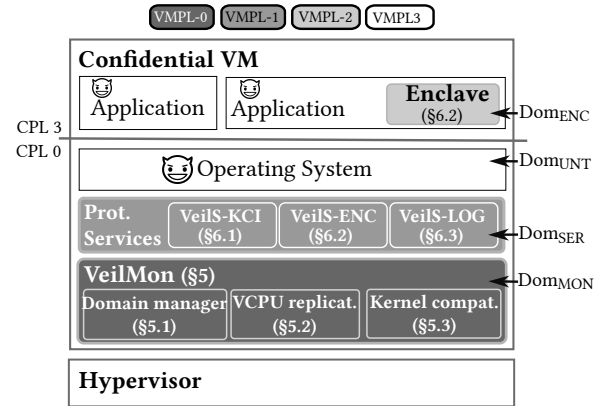 VMPL-0 VMPL-1 VMPL-2 VMPL3
Confidential VM
Application
Application
Enclave
(§6.2)
DomENC
CPL 3
CPL 0
Operating System
DomUNT
Prot.
Services
VeilS-KCI
(§6.1)
VeilS-ENC
(§6.2)
VeilS-LOG
(§6.3)
DomSER
VeilMon (§5)
DomMON
Domain manager
(§5.1)
VCPU replicat.
(§5.2)
Kernel compat.
(§5.3)
Hypervisor